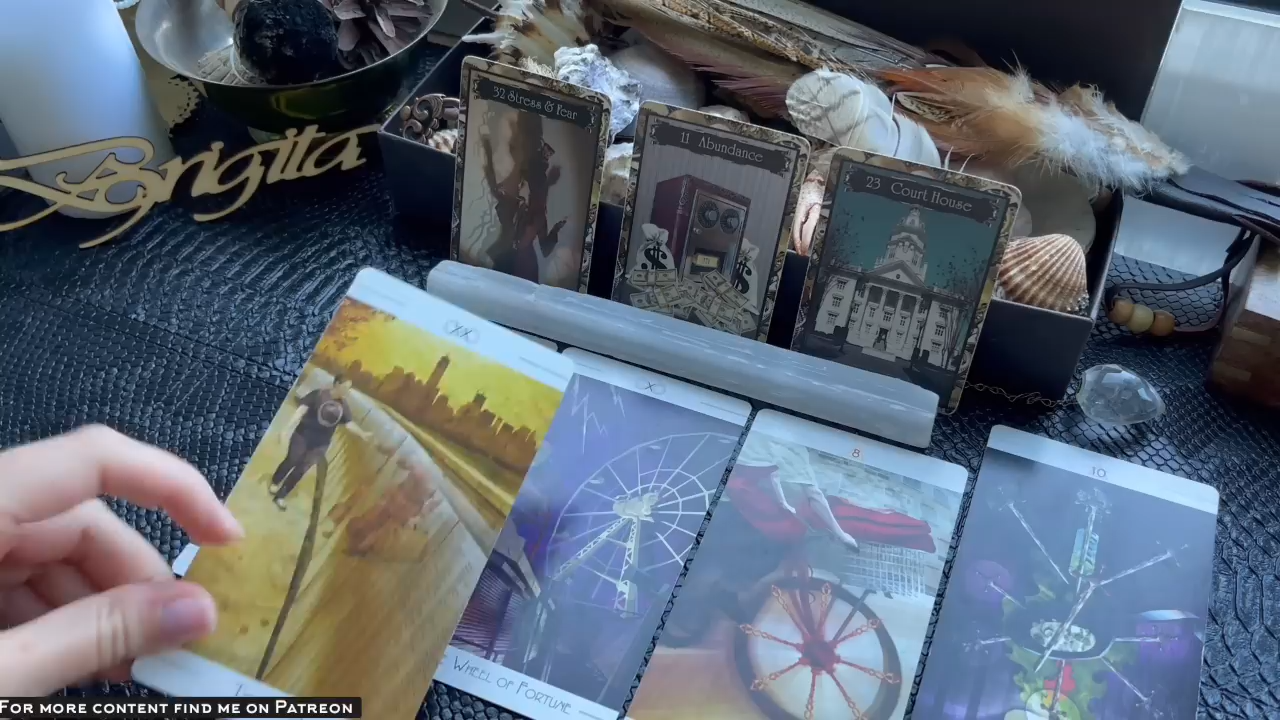 Brigita
32 Stress & Fear
11 Abundance
23 Court House
XX
X
8
10
Wheel of Fortune
For more content find me on Patreon